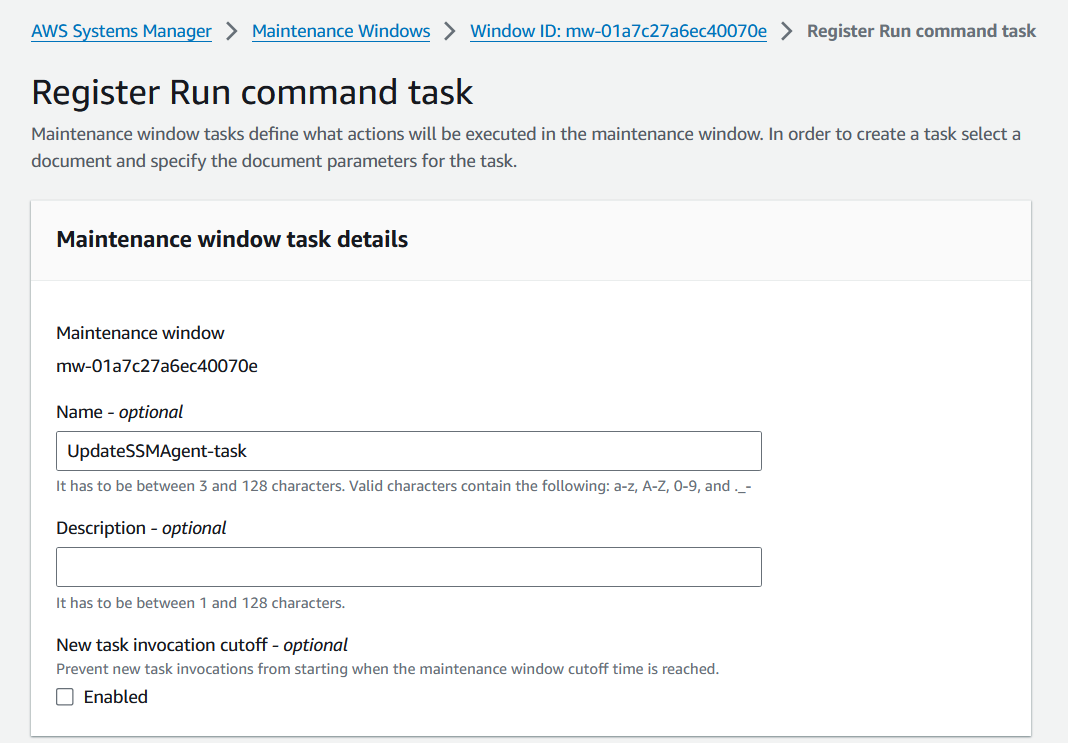 AWS Systems Manager > Maintenance Windows > Window ID: mw-01a7c27a6ec40070e > Register Run command task
Register Run command task
Maintenance window tasks define what actions will be executed in the maintenance window. In order to create a task select a
document and specify the document parameters for the task.
Maintenance window task details
Maintenance window
mw-01a7c27a6ec40070e
Name - optional
UpdateSSMAgent-task
It has to be between 3 and 128 characters. Valid characters contain the following: a-z, A-Z, 0-9, and ._-
Description - optional
It has to be between 1 and 128 characters.
New task invocation cutoff - optional
Prevent new task invocations from starting when the maintenance window cutoff time is reached.
Enabled